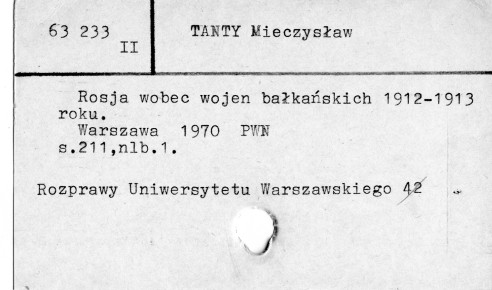 63 233
II
TANTY Mieczysław
Rosja wobec wojen bałkańskich 1912-1913
roku.
Warszawa 1970 PWN
s.211,nlb.1.
Rozprawy Uniwersytetu Warszawskiego 42